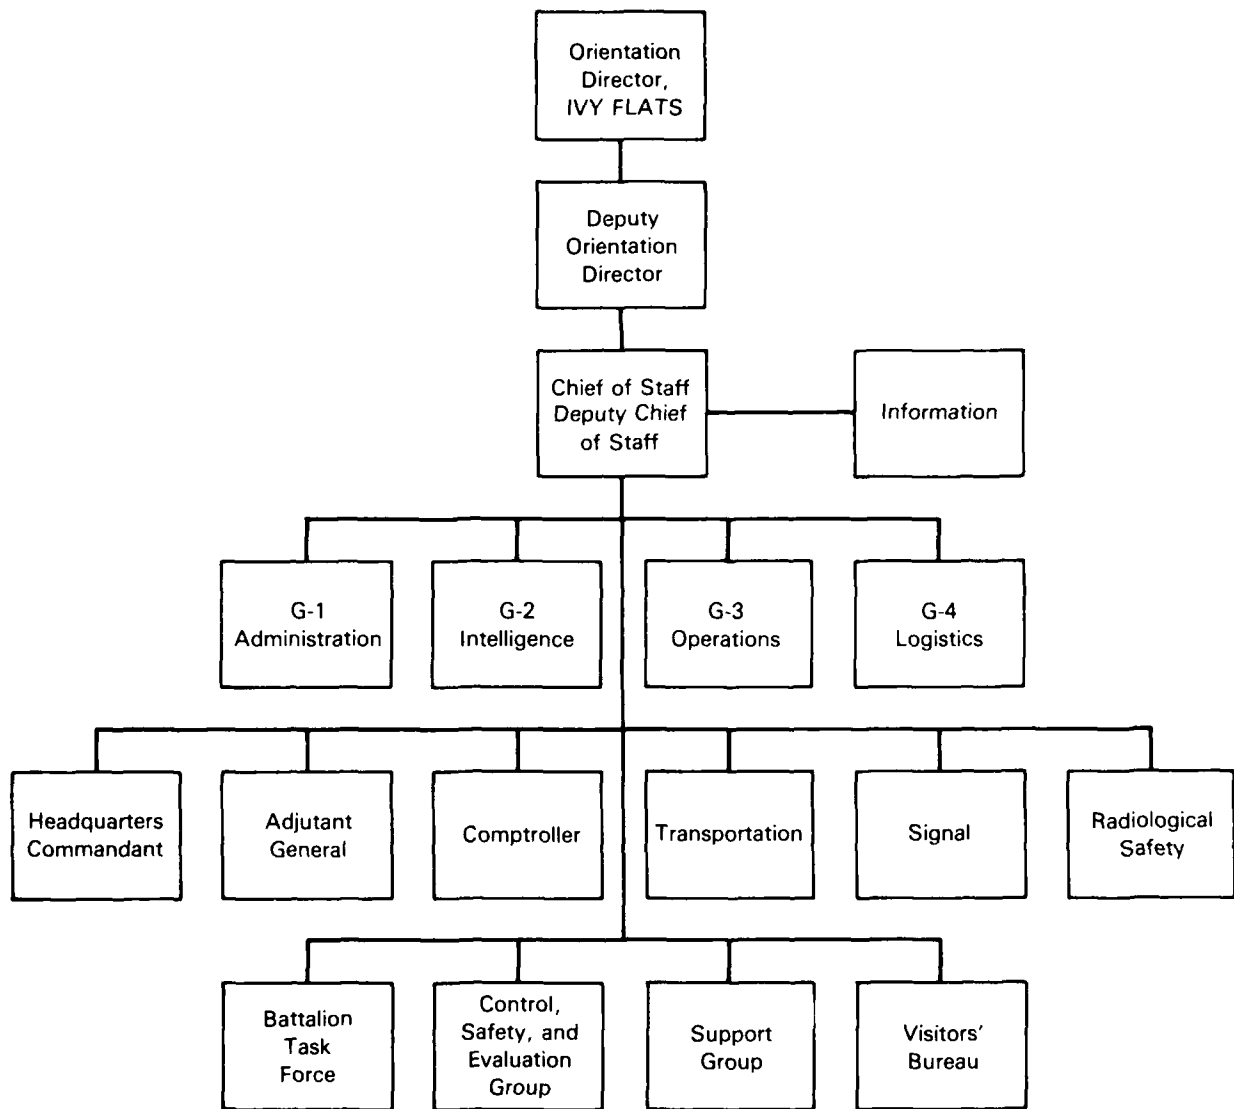 Orientation
Director,
IVY FLATS
Deputy
Orientation
Director
Chief of Staff
Deputy Chief
of Staff
Information
G-1
Administration
G-2
Intelligence
G-3
Operations
G-4
Logistics
Headquarters
Commandant
Adjutant
General
Comptroller
Transportation
Signal
Radiological
Safety
Battalion
Task
Force
Control,
Safety, and
Evaluation
Group
Support
Group
Visitors'
Bureau